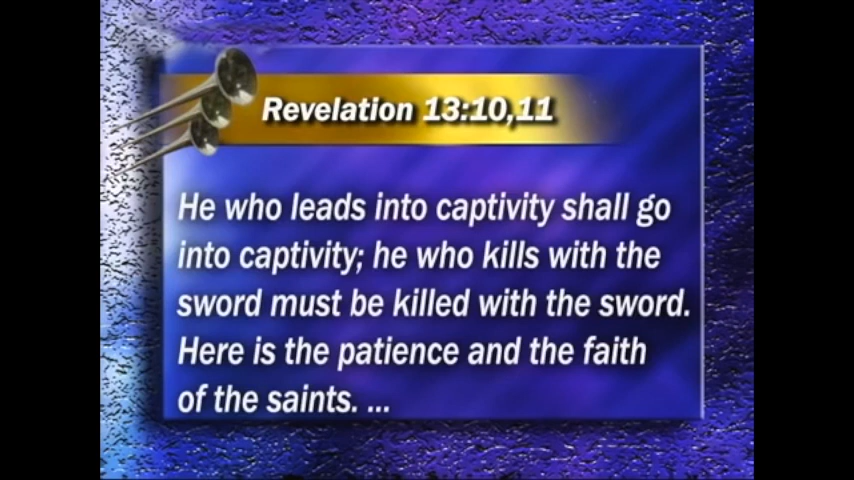 Revelation 13:10,11
He who leads into captivity shall go
into captivity; he who kills with the
sword must be killed with the sword.
Here is the patience and the faith
of the saints. ...